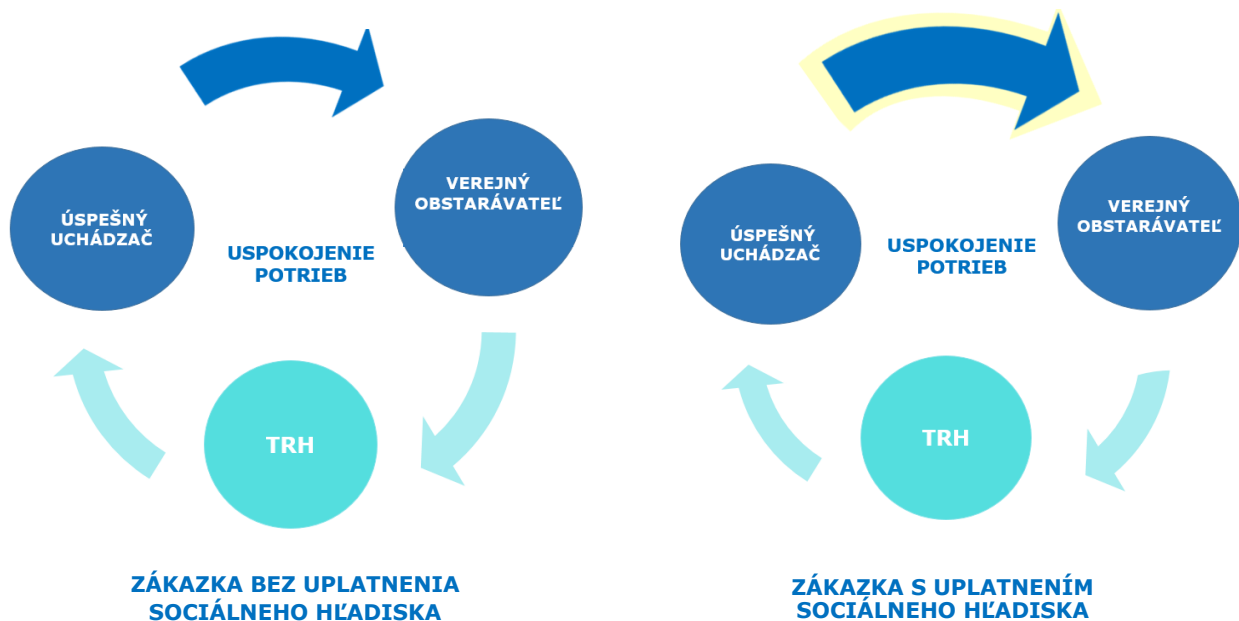 ÚSPEŠNÝ
UCHÁDZAČ
VEREJNÝ
OBSTARÁVATEĽ
USPOKOJENIE
POTRIEB
TRH
ZÁKAZKA BEZ UPLATNENIA
SOCIÁLNEHO HĽADISKA
ÚSPEŠNÝ
UCHÁDZAČ
VEREJNÝ
OBSTARÁVATEĽ
USPOKOJENIE
POTRIEB
TRH
ZÁKAZKA S UPLATNENÍM
SOCIÁLNEHO HĽADISKA